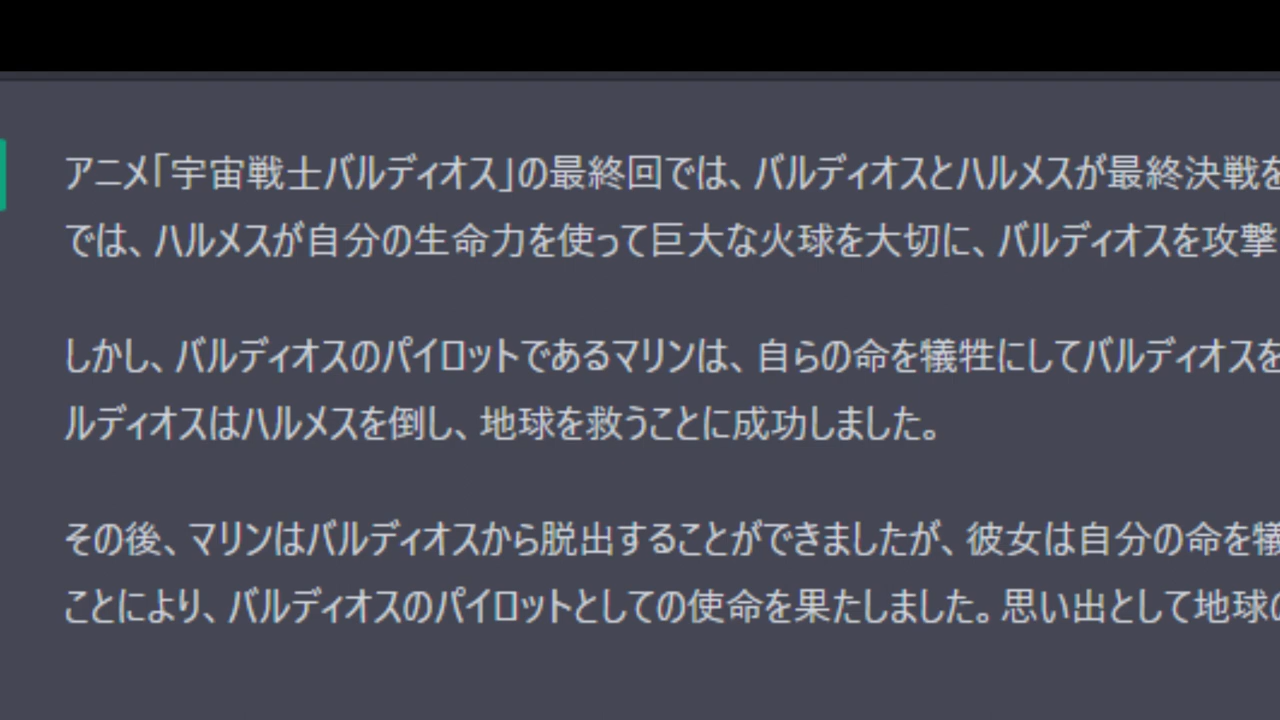 アニメ「宇宙戦士バルディオス」の最終回では、バルディオスとハルメスが最終決戦を
では、ハルメスが自分の生命力を使って巨大な火球を大切に、バルディオスを攻撃
しかし、バルディオスのパイロットであるマリンは、自らの命を犠牲にしてバルディオスを
ルディオスはハルメスを倒し、地球を救うことに成功しました。
その後、マリンはバルディオスから脱出することができましたが、彼女は自分の命を犠
ことにより、バルディオスのパイロットとしての使命を果たしました。思い出として地球の